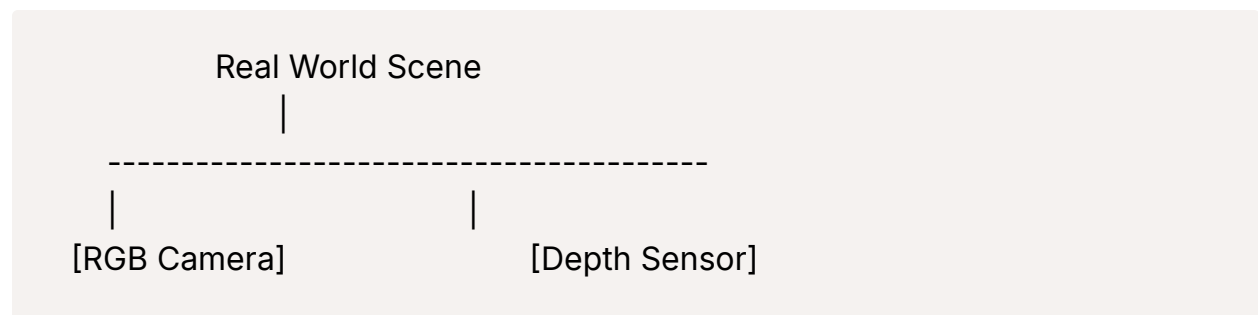 Real World Scene
|
-----------------------------------------
| |
[RGB Camera] [Depth Sensor]